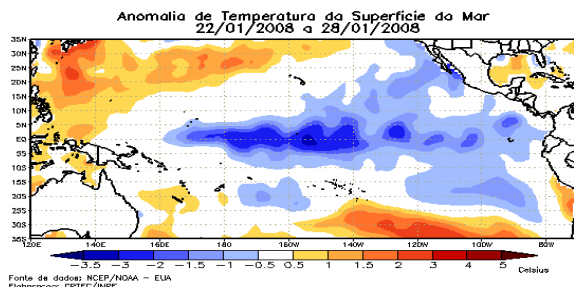 Anomalia de Temperatura da Superfície do Mar
22/01/2008 a 28/01/2008
35N
30N
25N
20N
15N
10N
5N
EQ
5S
10S
15S
20S
25S
30S
35S
120E 140E 160E 180 160W 140W 120W 100W 80W
-3.5 -3 -2 -1.5 -1 -0.5 0.5 1 1.5 2 3 4 5
Celsius
Fonte de dados: NCEP/NOAA - EUA
Elaboracao: CPTEC/INPE